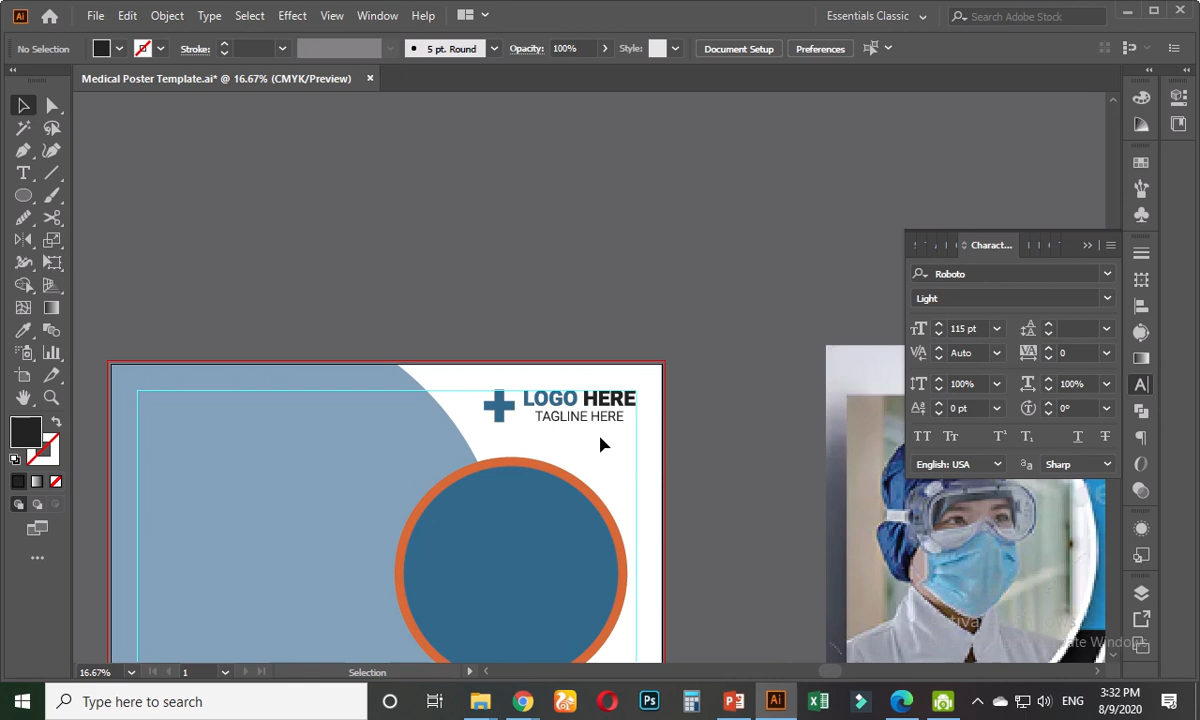 Ai File Edit Object Type Select Effect View Window Help Essentials Classic Search Adobe Stock
No Selection Stroke: 5 pt. Round Opacity: 100% Style: Document Setup Preferences
Medical Poster Template.ai* @ 16.67% (CMYK/Preview)
Charact...
Roboto
Light
115 pt
Auto 0
100% 100%
0 pt 0°
English: USA Sharp
LOGO HERE
TAGLINE HERE
16.67% 1 Selection
Type here to search
Ps Ai ENG
3:32 PM
8/9/2020